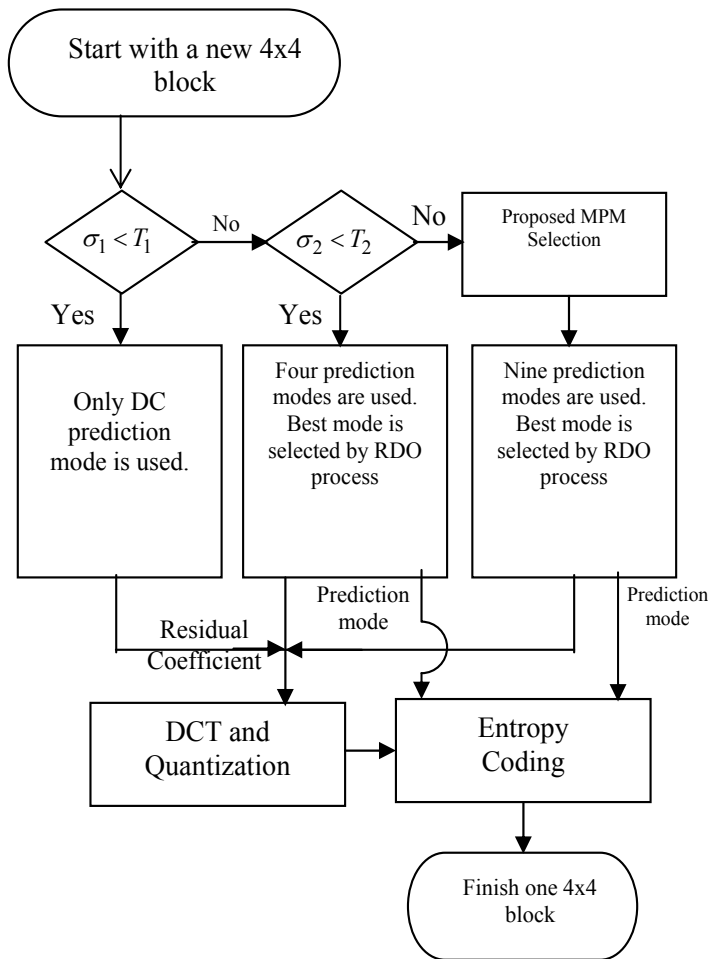 Start with a new 4x4
block
σ1 < T1
No
σ2 < T2
No
Proposed MPM
Selection
Yes
Yes
Only DC
prediction
mode is used.
Four prediction
modes are used.
Best mode is
selected by RDO
process
Nine prediction
modes are used.
Best mode is
selected by RDO
process
Residual
Coefficient
Prediction
mode
Prediction
mode
DCT and
Quantization
Entropy
Coding
Finish one 4x4
block